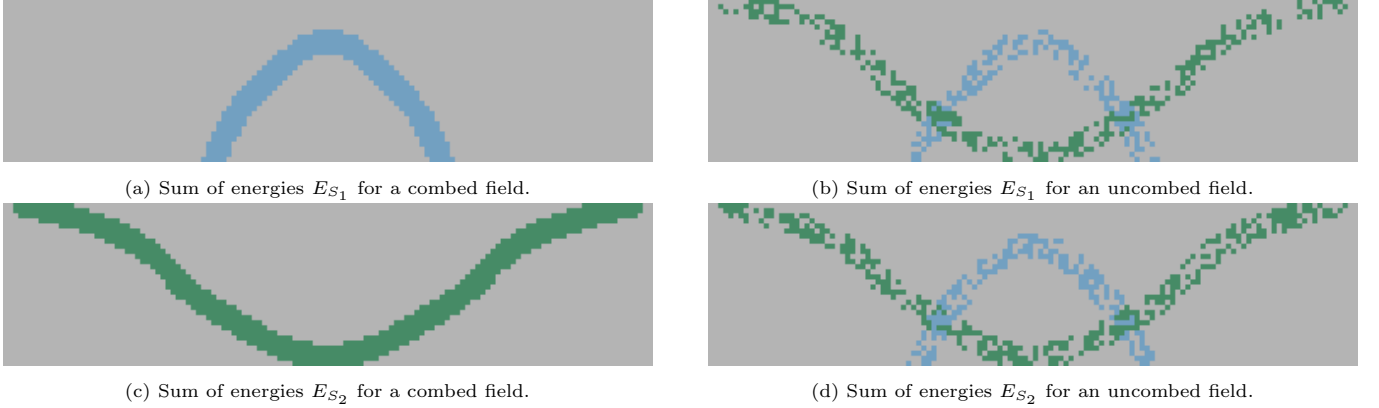 (a) Sum of energies E_{S_1} for a combed field.
(b) Sum of energies E_{S_1} for an uncombed field.
(c) Sum of energies E_{S_2} for a combed field.
(d) Sum of energies E_{S_2} for an uncombed field.